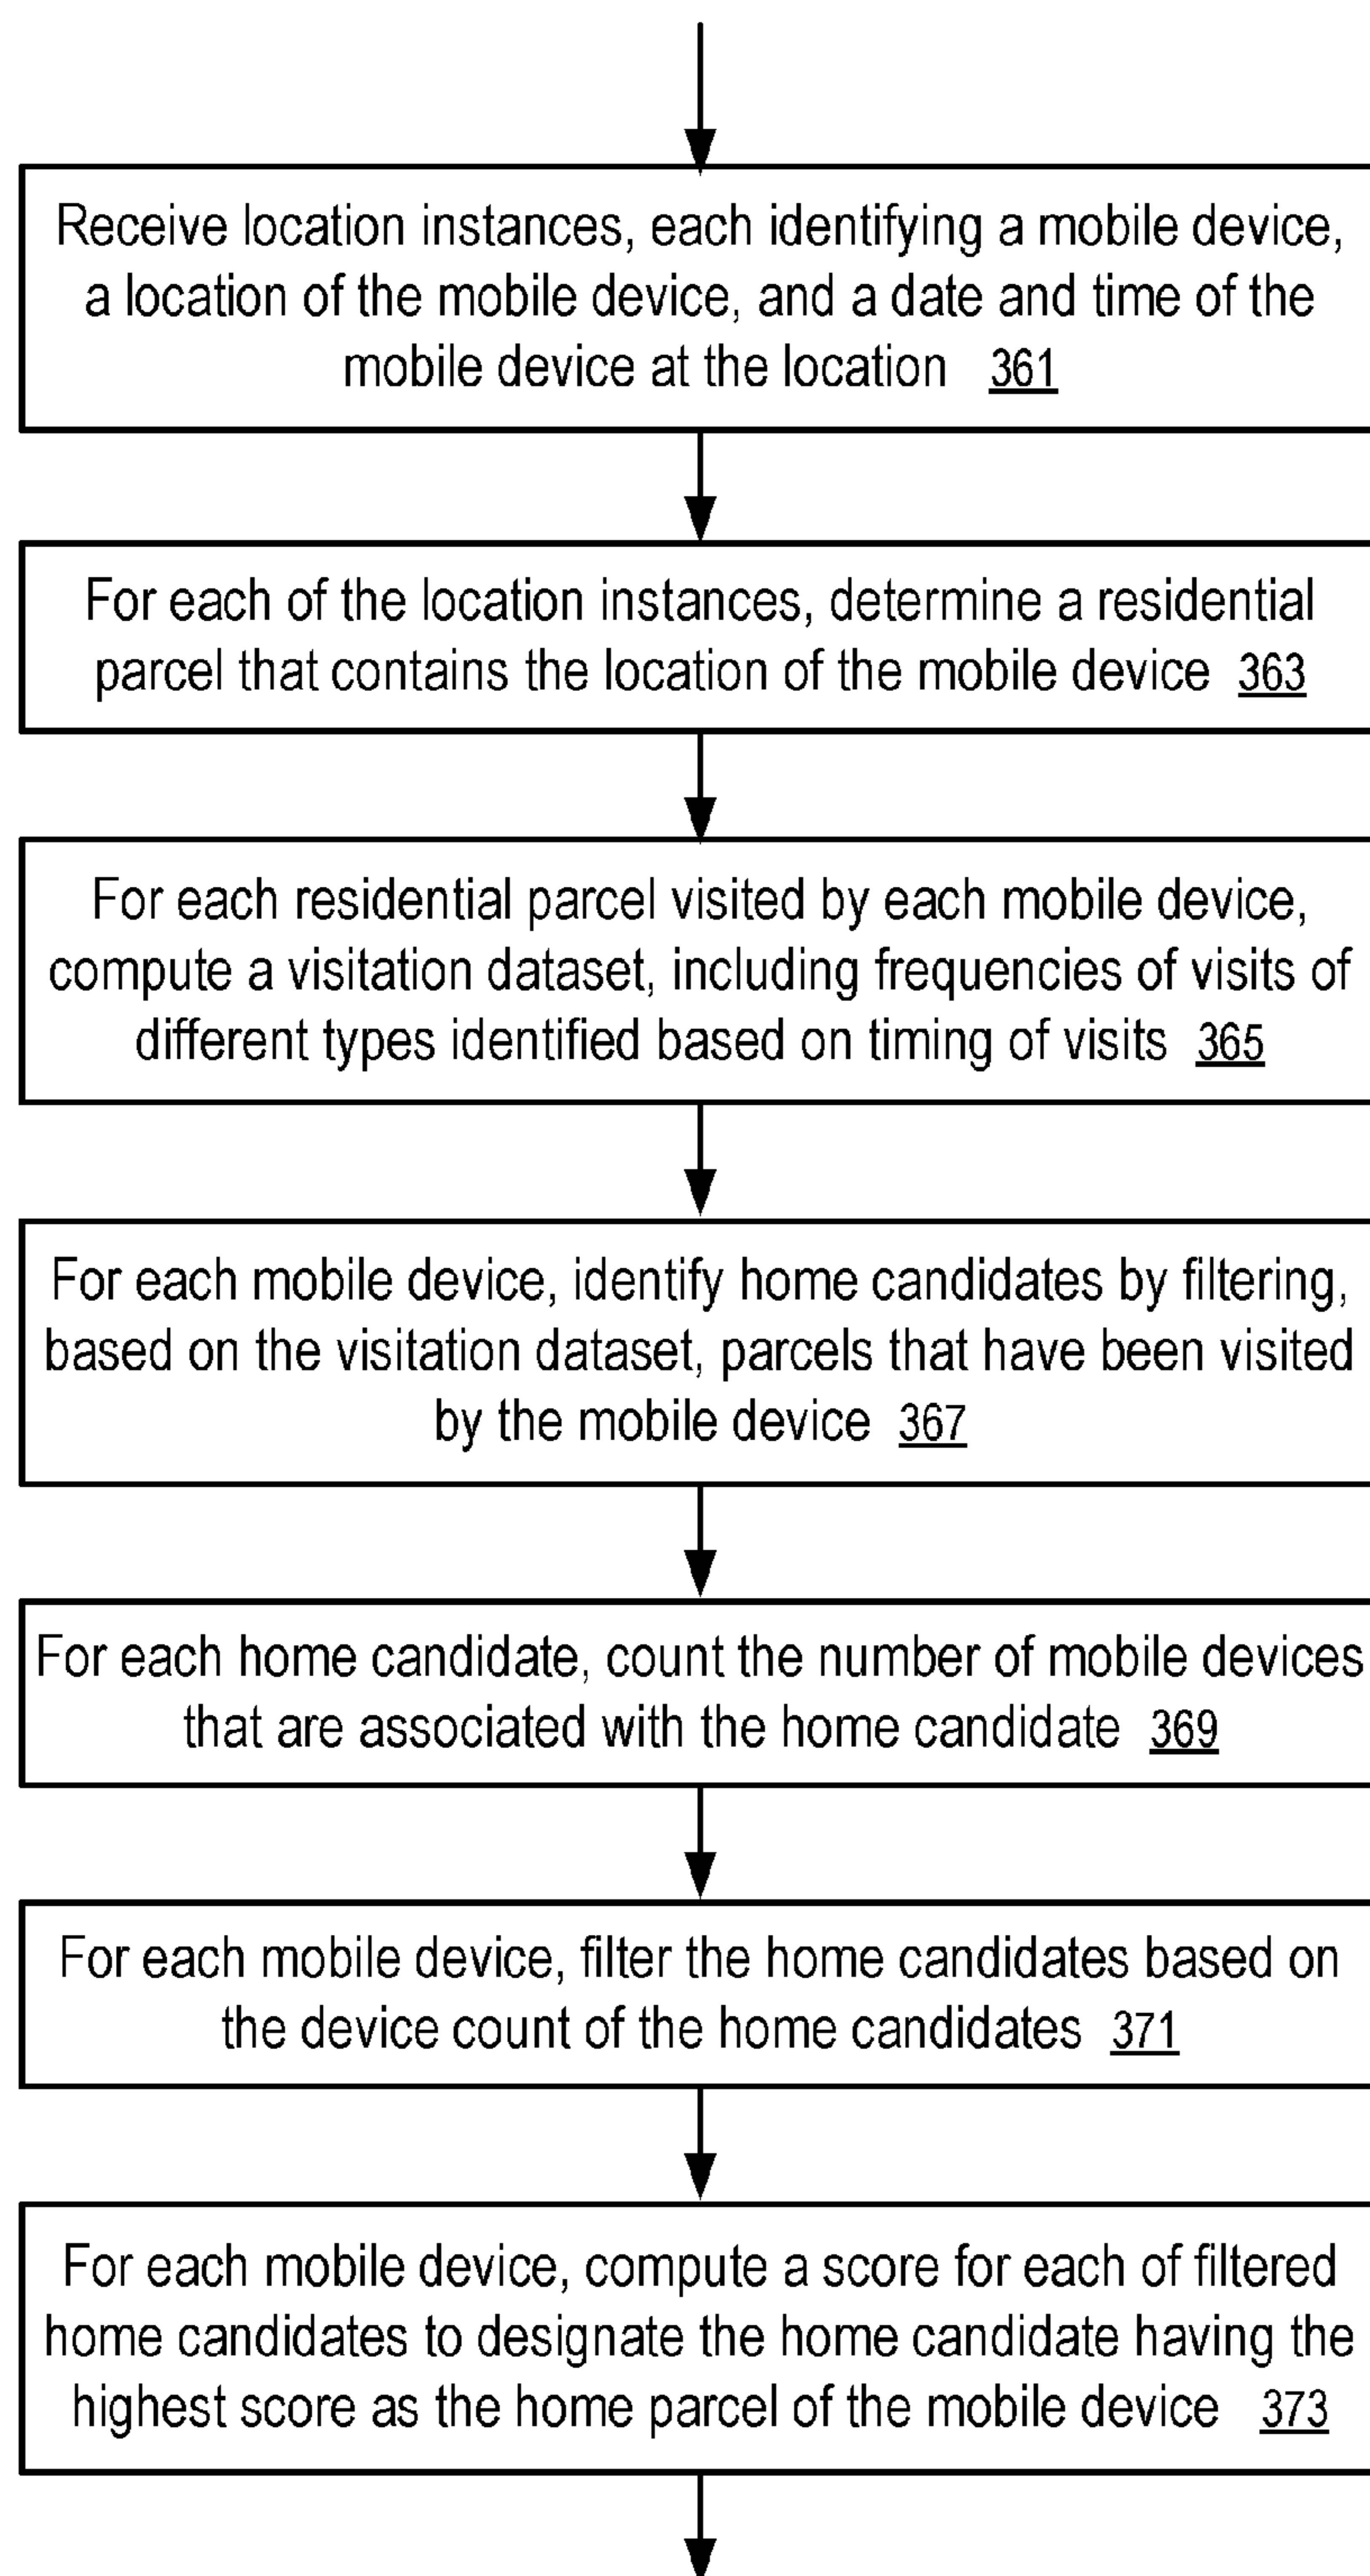 Receive location instances, each identifying a mobile device,
a location of the mobile device, and a date and time of the
mobile device at the location 361
For each of the location instances, determine a residential
parcel that contains the location of the mobile device 363
For each residential parcel visited by each mobile device,
compute a visitation dataset, including frequencies of visits of
different types identified based on timing of visits 365
For each mobile device, identify home candidates by filtering,
based on the visitation dataset, parcels that have been visited
by the mobile device 367
For each home candidate, count the number of mobile devices
that are associated with the home candidate 369
For each mobile device, filter the home candidates based on
the device count of the home candidates 371
For each mobile device, compute a score for each of filtered
home candidates to designate the home candidate having the
highest score as the home parcel of the mobile device 373